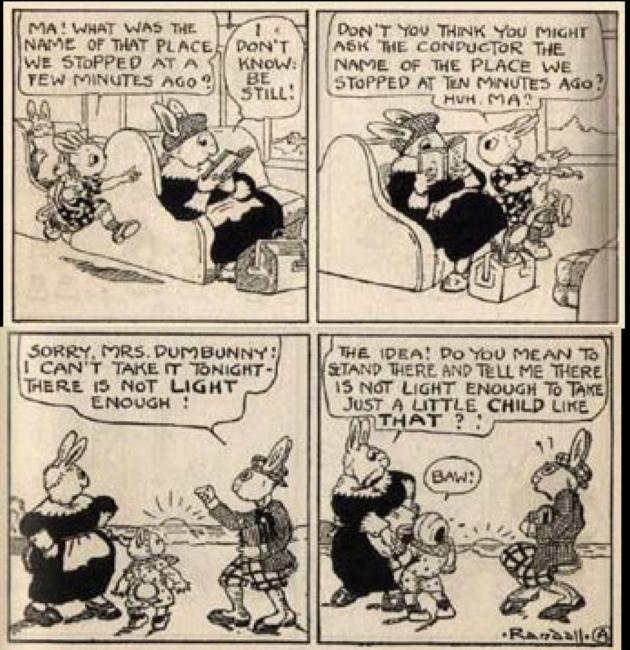 MA! WHAT WAS THE
NAME OF THAT PLACE
WE STOPPED AT A
FEW MINUTES AGO?
I
DON'T
KNOW:
BE
STILL!
DON'T YOU THINK YOU MIGHT
ASK THE CONDUCTOR THE
NAME OF THE PLACE WE
STOPPED AT TEN MINUTES AGO?
HUH, MA?
SORRY, MRS. DUMBUNNY!
I CAN'T TAKE IT TONIGHT-
THERE IS NOT LIGHT
ENOUGH!
THE IDEA! DO YOU MEAN TO
STAND THERE AND TELL ME THERE
IS NOT LIGHT ENOUGH TO TAKE
JUST A LITTLE CHILD LIKE
THAT??
BAW!
??
Randall.
A